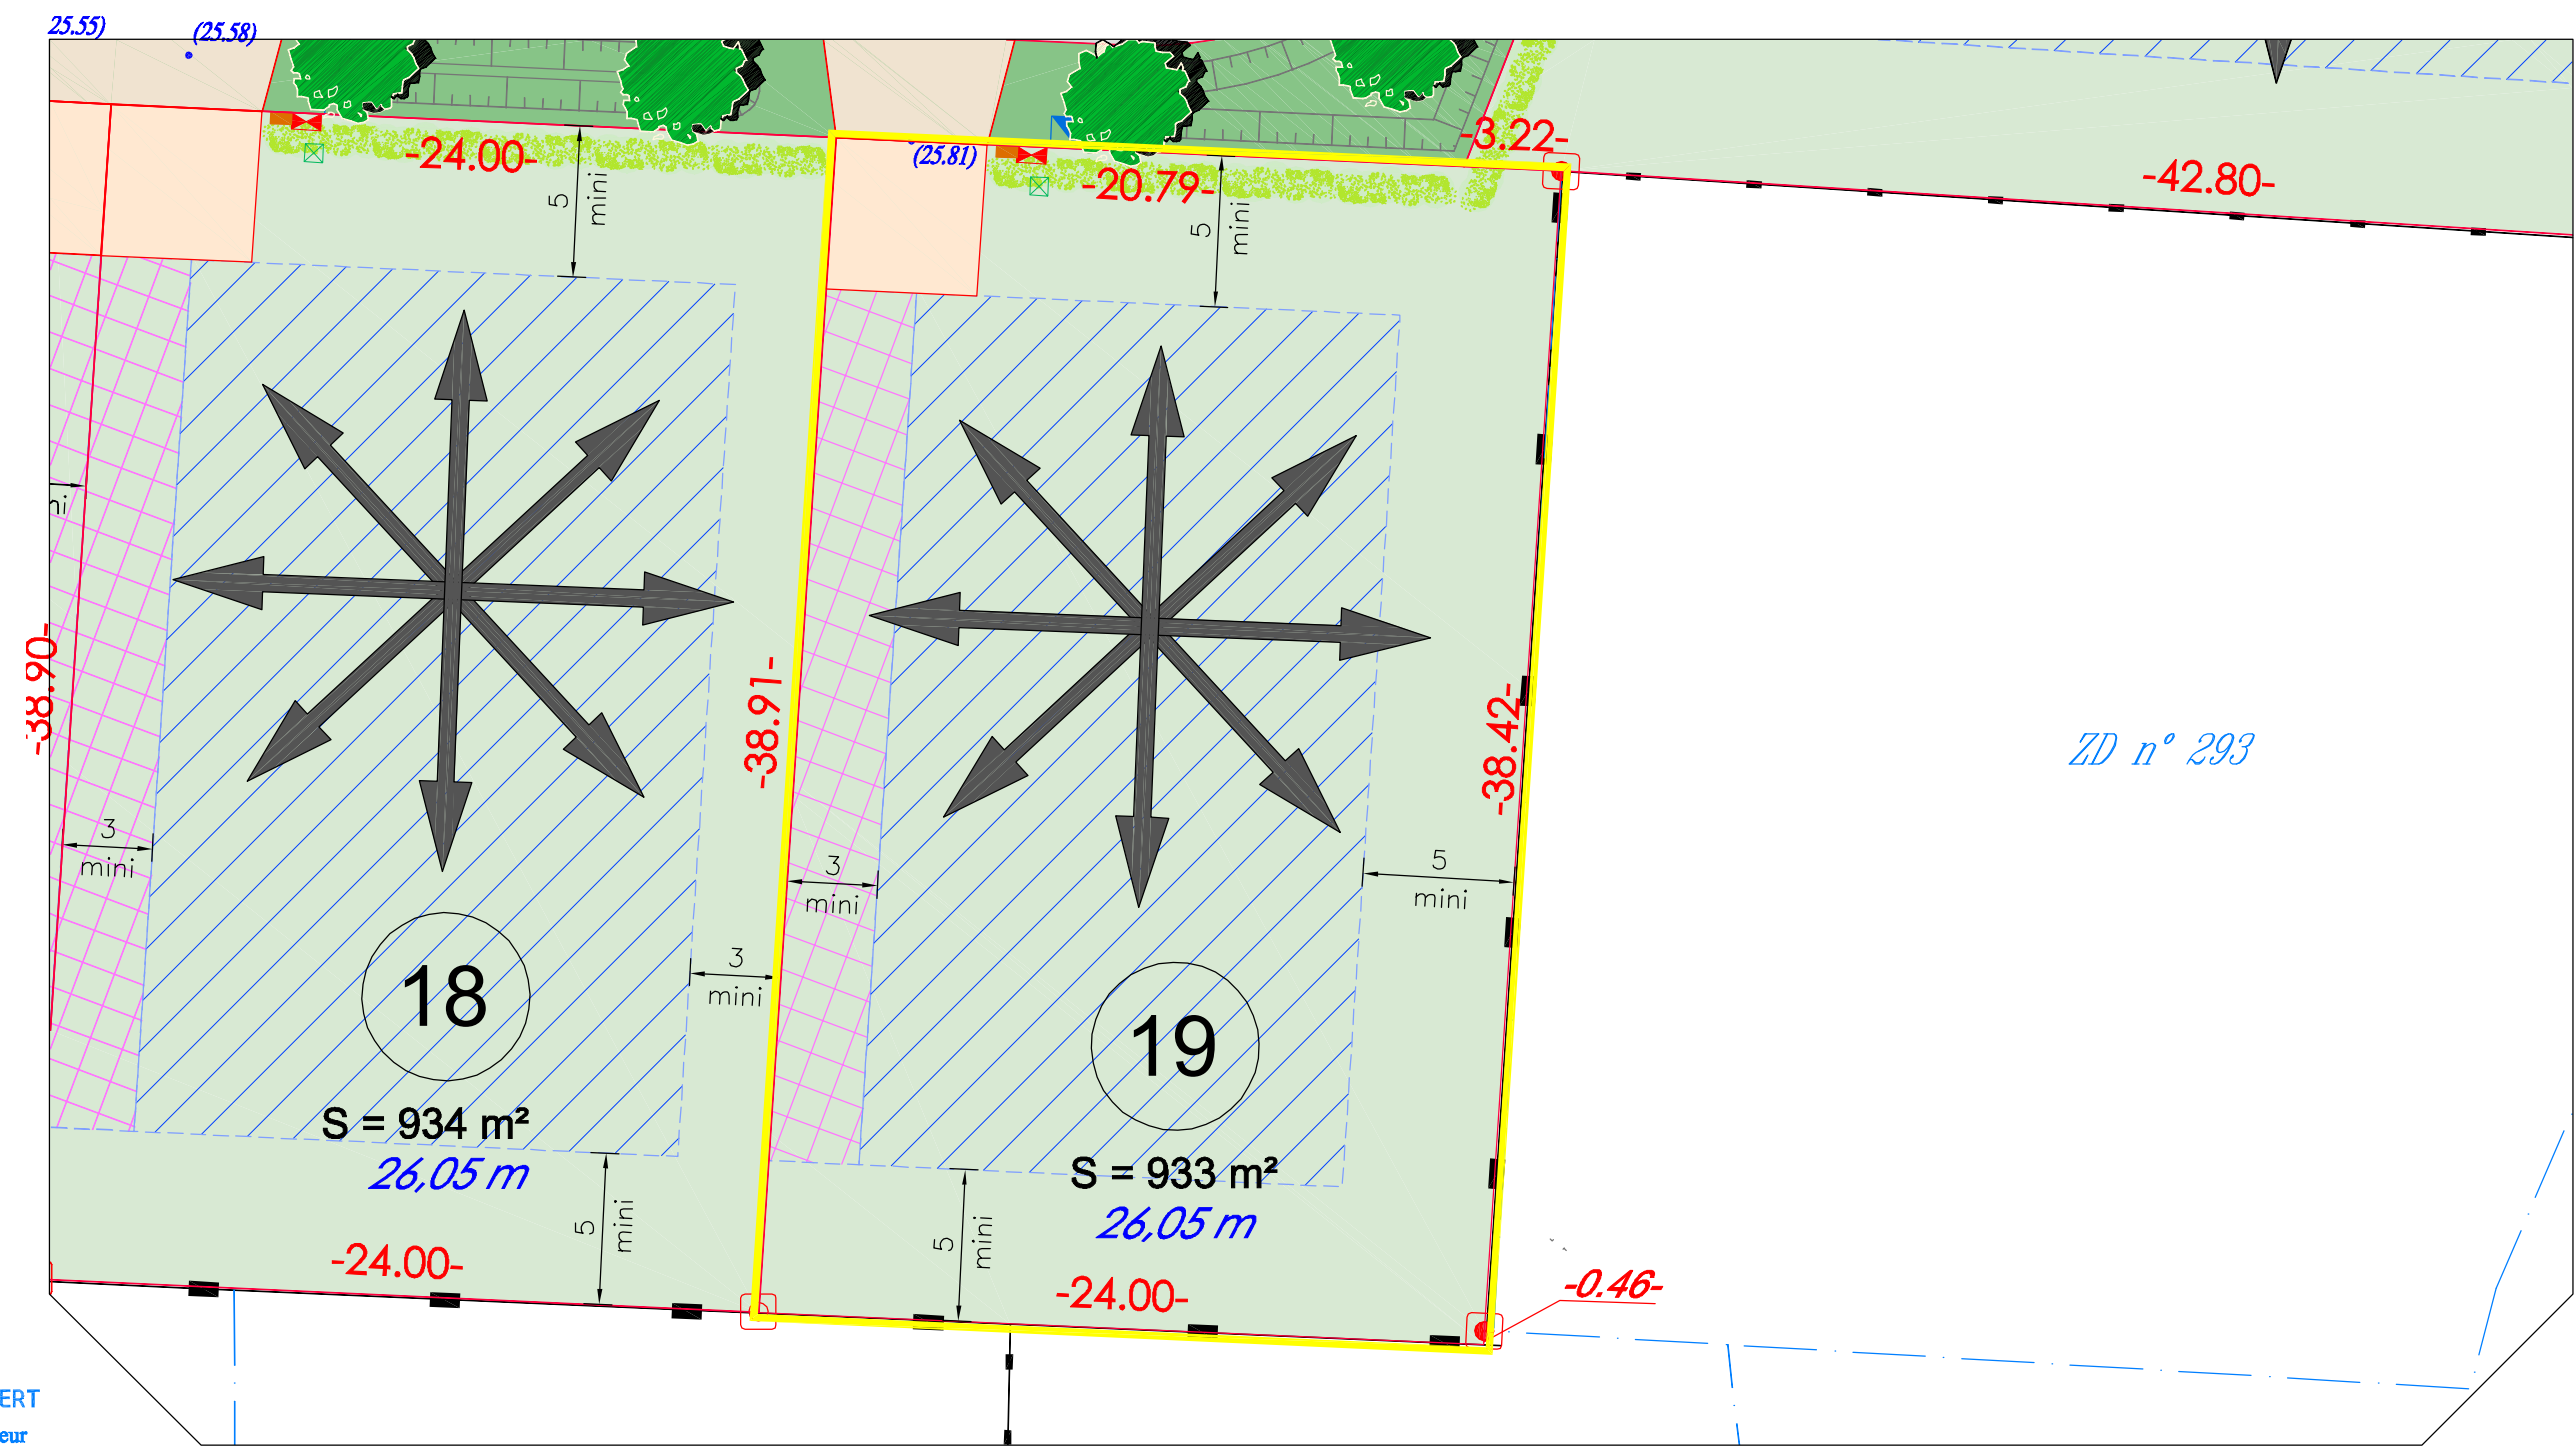 25.55)
(25.58)
-24.00-
(25.81)
-20.79-
-3.22-
-42.80-
5
mini
5
mini
ni
-38.90-
-38.91-
-38.42-
ZD n° 293
3
mini
3
mini
5
mini
3
mini
18
19
S = 934 m²
26,05 m
S = 933 m²
26,05 m
5
mini
5
mini
-24.00-
-24.00-
-0.46-
ERT
eur